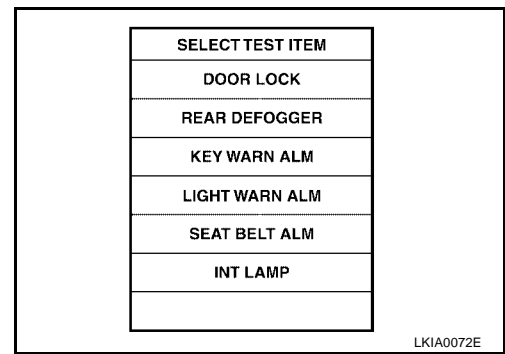 SELECT TEST ITEM
DOOR LOCK
REAR DEFOGGER
KEY WARN ALM
LIGHT WARN ALM
SEAT BELT ALM
INT LAMP
LKIA0072E